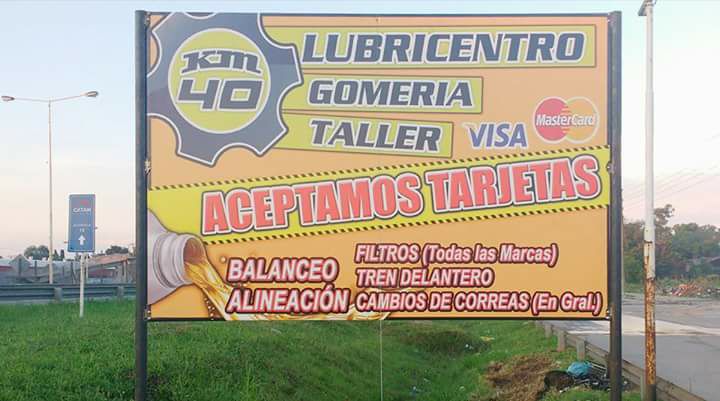 KM
40
LUBRICENTRO
GOMERIA
TALLER
VISA
MasterCard
ACEPTAMOS TARJETAS
BALANCEO
ALINEACIÓN
FILTROS (Todas las Marcas)
TREN DELANTERO
CAMBIOS DE CORREAS (En Gral.)
CATAN